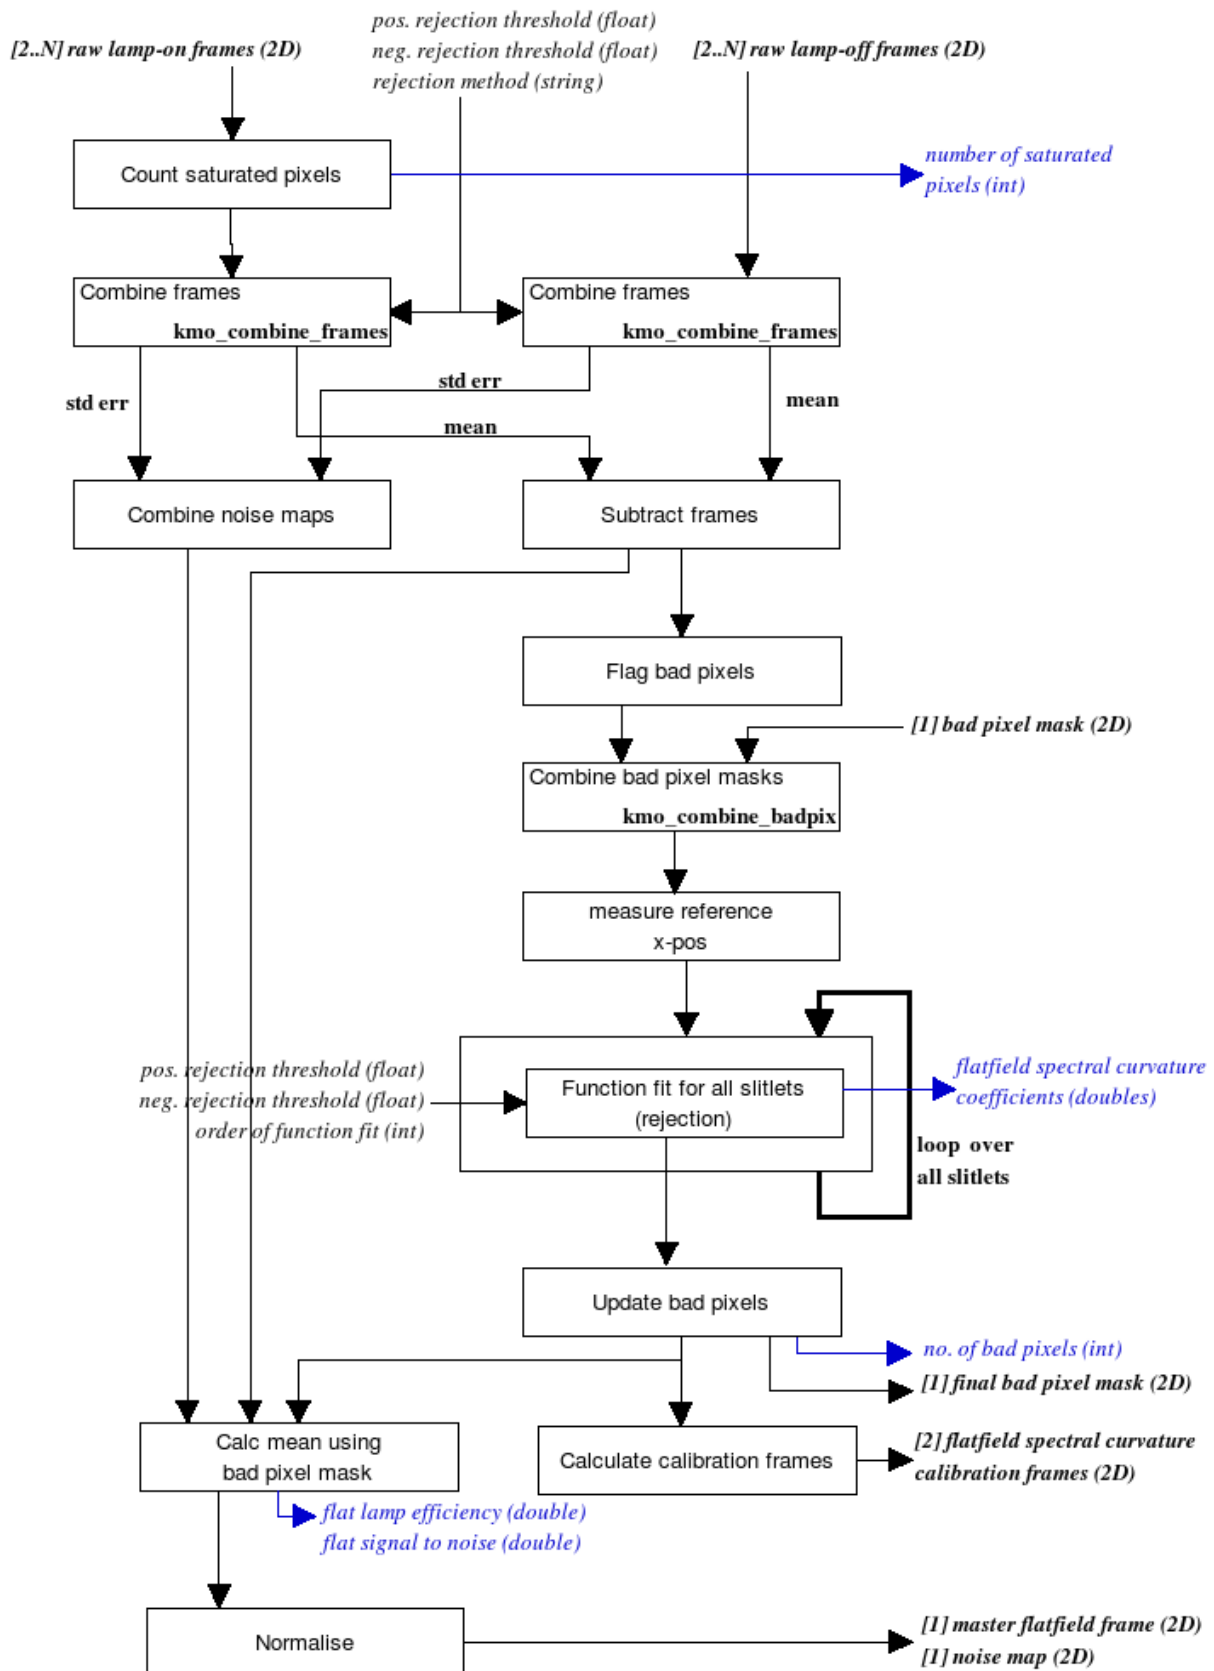 pos. rejection threshold (float)
[2..N] raw lamp-on frames (2D)
neg. rejection threshold (float)
[2..N] raw lamp-off frames (2D)
rejection method (string)
Count saturated pixels
number of saturated
pixels (int)
Combine frames
kmo_combine_frames
Combine frames
kmo_combine_frames
std err
std err
mean
mean
Combine noise maps
Subtract frames
Flag bad pixels
[1] bad pixel mask (2D)
Combine bad pixel masks
kmo_combine_badpix
measure reference
x-pos
pos. rejection threshold (float)
neg. rejection threshold (float)
order of function fit (int)
Function fit for all slitlets
(rejection)
flatfield spectral curvature
coefficients (doubles)
loop over
all slitlets
Update bad pixels
no. of bad pixels (int)
[1] final bad pixel mask (2D)
Calc mean using
bad pixel mask
Calculate calibration frames
[2] flatfield spectral curvature
calibration frames (2D)
flat lamp efficiency (double)
flat signal to noise (double)
Normalise
[1] master flatfield frame (2D)
[1] noise map (2D)